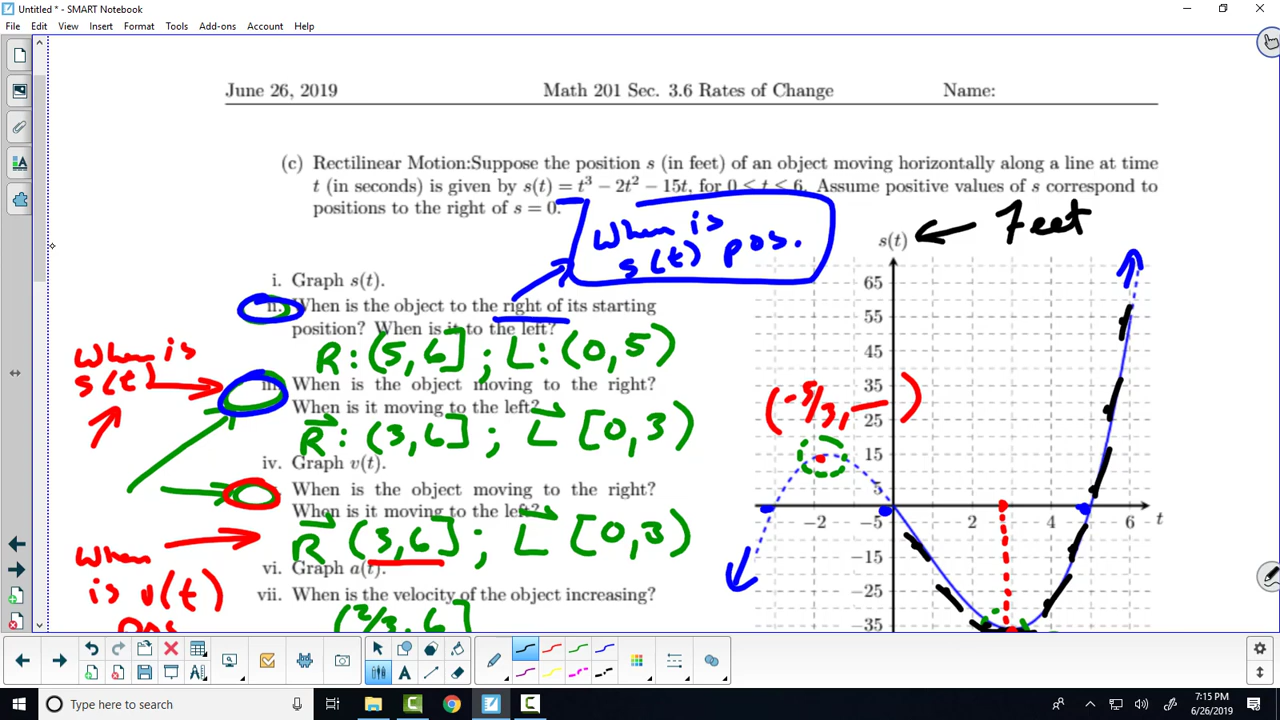 Untitled * - SMART Notebook
File Edit View Insert Format Tools Add-ons Account Help
June 26, 2019 Math 201 Sec. 3.6 Rates of Change Name:
(c) Rectilinear Motion:Suppose the position s (in feet) of an object moving horizontally along a line at time
t (in seconds) is given by s(t) = t³ − 2t² − 15t, for 0 ≤ t ≤ 6. Assume positive values of s correspond to
positions to the right of s = 0.
When is
s(t) pos.
s(t) ← feet
i. Graph s(t).
ii. When is the object to the right of its starting
position? When is it to the left?
R: (5,6] ; L: (0,5)
When is
s(t)
iii. When is the object moving to the right?
When is it moving to the left?
R: (3,6] ; L [0,3)
iv. Graph v(t).
When is the object moving to the right?
When is it moving to the left?
R (3,6] ; L [0,3)
When
is v(t)
pos
vi. Graph a(t).
vii. When is the velocity of the object increasing?
(2/3, 6]
65
55
45
35
(-5/3, —)
25
15
5
-2 -5 2 4 6 t
-15
-25
-35
A
Type here to search
7:15 PM
6/26/2019